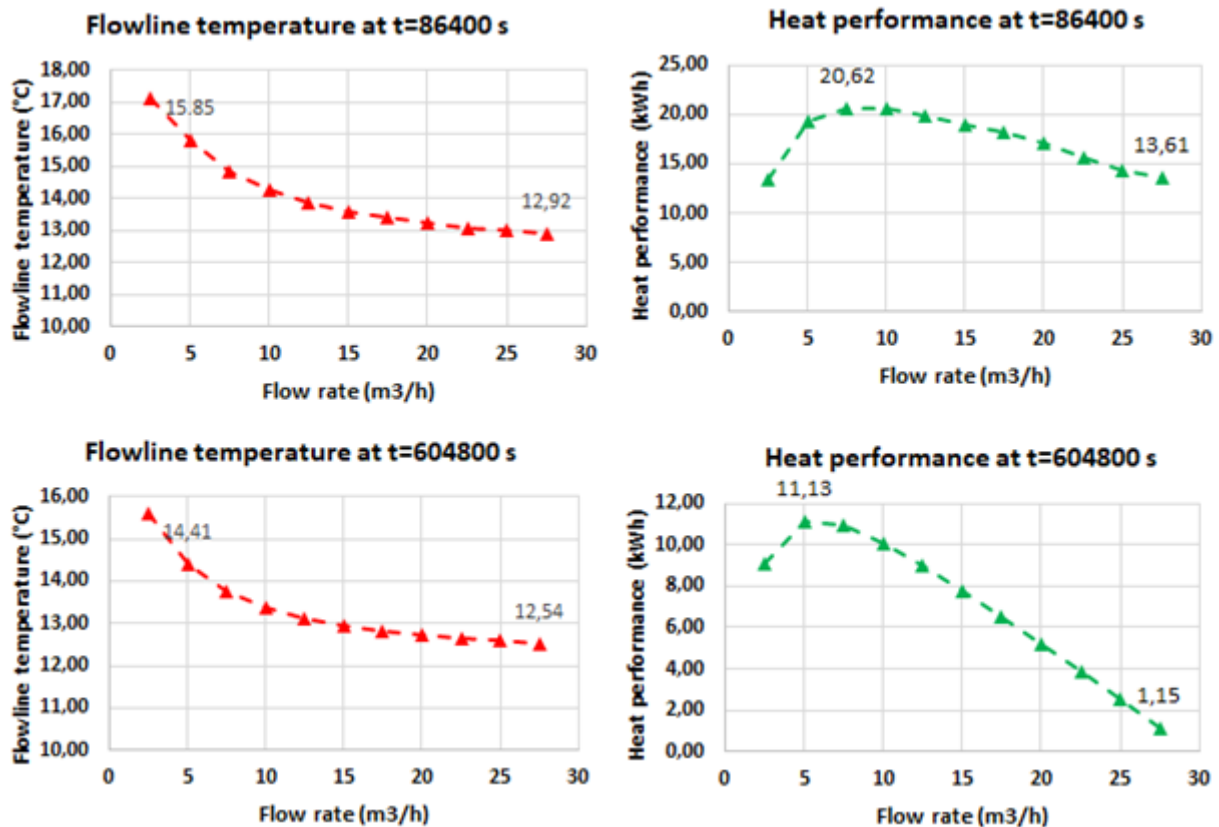 Flowline temperature at t=86400 s
Flowline temperature (°C)
18,00
17,00
16,00
15,00
14,00
13,00
12,00
11,00
10,00
15.85
12,92
0 5 10 15 20 25 30
Flow rate (m3/h)
Heat performance at t=86400 s
Heat performance (kWh)
25,00
20,00
15,00
10,00
5,00
0,00
20,62
13,61
0 5 10 15 20 25 30
Flow rate (m3/h)
Flowline temperature at t=604800 s
Flowline temperature (°C)
16,00
15,00
14,00
13,00
12,00
11,00
10,00
14,41
12,54
0 5 10 15 20 25 30
Flow rate (m3/h)
Heat performance at t=604800 s
Heat performance (kWh)
12,00
10,00
8,00
6,00
4,00
2,00
0,00
11,13
1,15
0 5 10 15 20 25 30
Flow rate (m3/h)